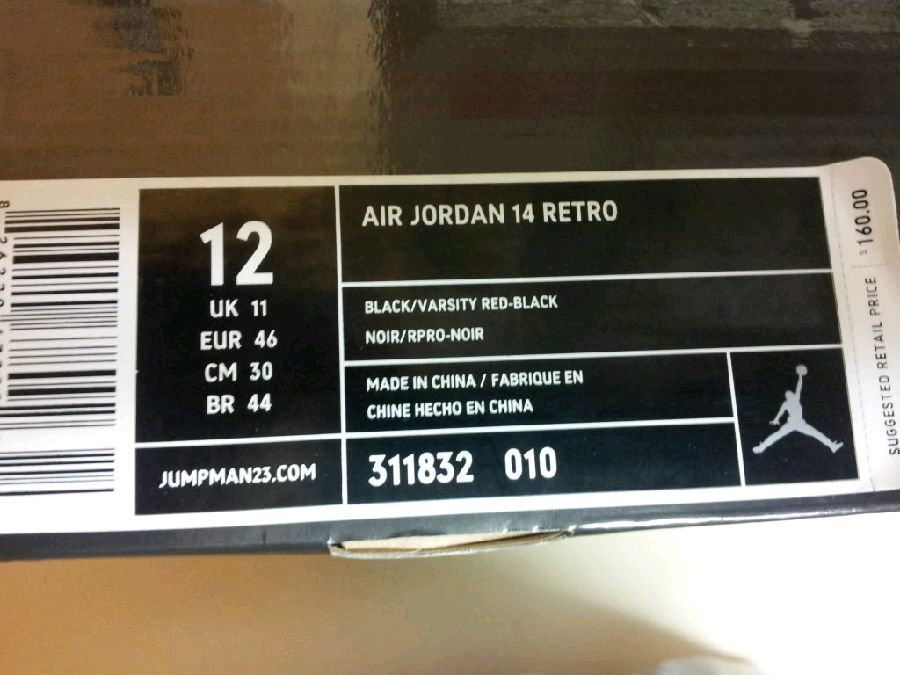 12
UK 11
EUR 46
CM 30
BR 44
JUMPMAN23.COM
AIR JORDAN 14 RETRO
BLACK/VARSITY RED-BLACK
NOIR/RPRO-NOIR
MADE IN CHINA / FABRIQUE EN
CHINE HECHO EN CHINA
311832 010
SUGGESTED RETAIL PRICE
$160.00